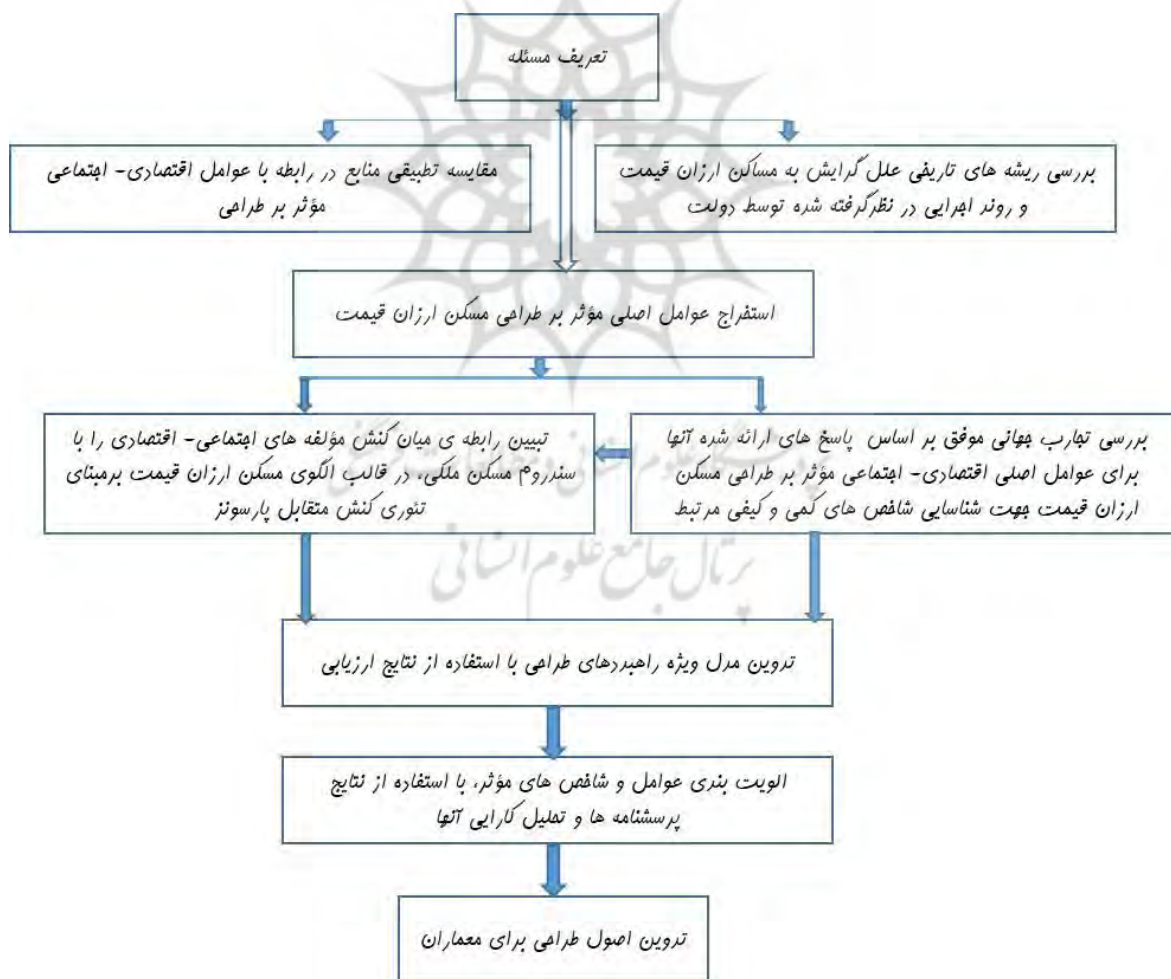 تعریف مسئله
بررسی ریشه های تاریخی علل گرایش به مساکن ارزان قیمت
و روند اجرایی در نظرگرفته شده توسط دولت
مقایسه تطبیقی منابع در رابطه با عوامل اقتصادی- اجتماعی
مؤثر بر طراحی
استخراج عوامل اصلی مؤثر بر طراحی مسکن ارزان قیمت
بررسی تجارب جهانی موفق بر اساس پاسخ های ارائه شده آنها
برای عوامل اصلی اقتصادی- اجتماعی مؤثر بر طراحی مسکن
ارزان قیمت جهت شناسایی شاخص های کمی و کیفی مرتبط
تبیین رابطه ی میان کنش مؤلفه های اجتماعی- اقتصادی را با
سندروم مسکن ملکی، در قالب الگوی مسکن ارزان قیمت برمبنای
تئوری کنش متقابل پارسونز
پرتال جامع علوم انسانی
تدوین مدل ویژه راهبردهای طراحی با استفاده از نتایج ارزیابی
الویت بندی عوامل و شاخص های مؤثر، با استفاده از نتایج
پرسشنامه ها و تحلیل کارایی آنها
تدوین اصول طراحی برای معماران